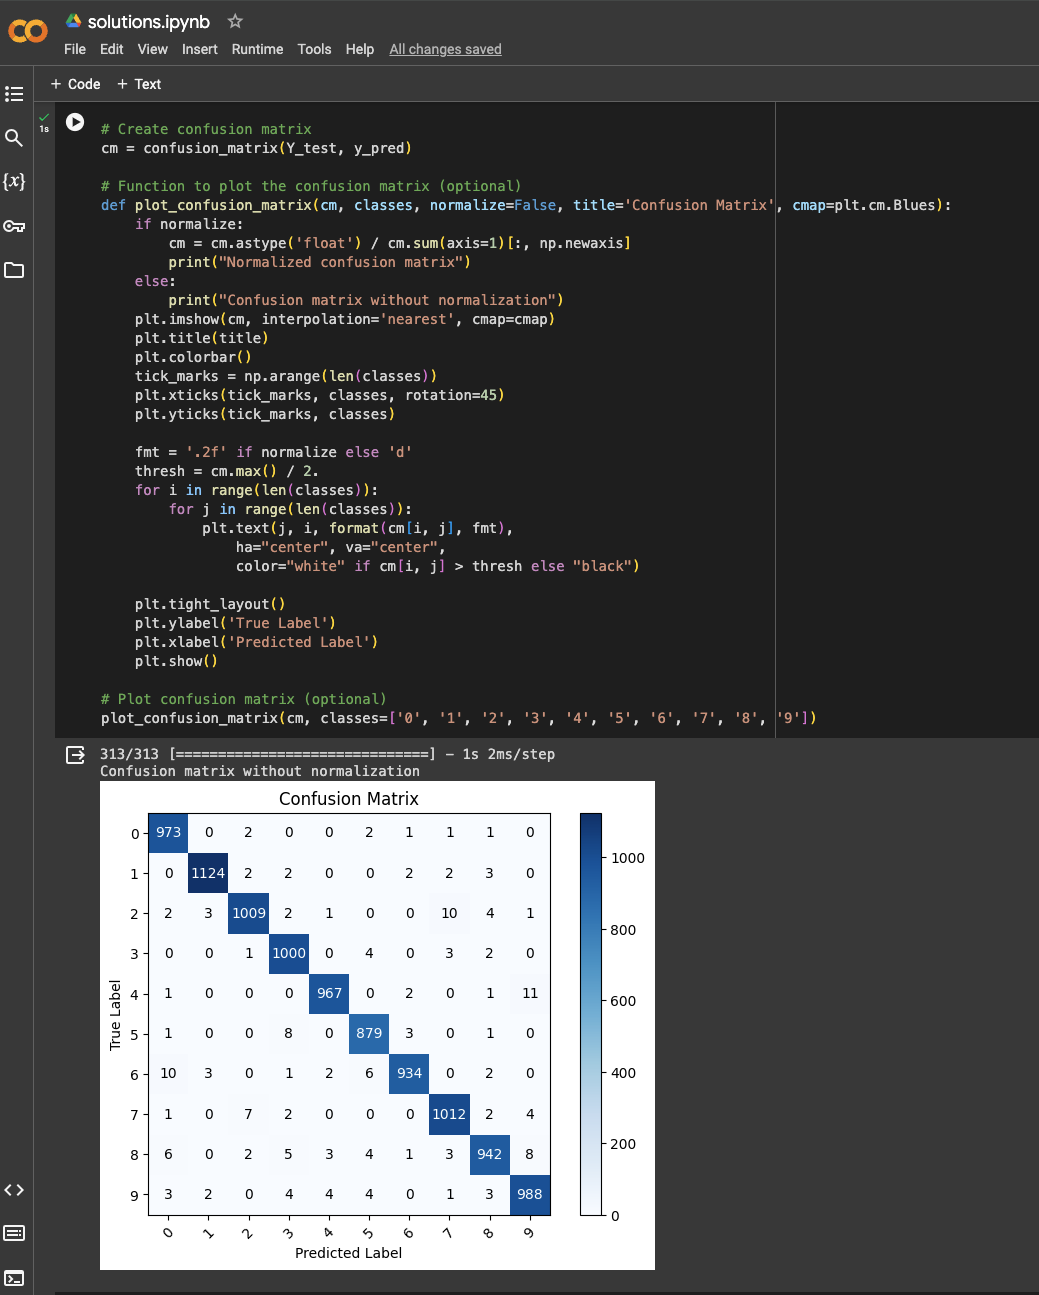 solutions.ipynb
File Edit View Insert Runtime Tools Help All changes saved
+ Code + Text
1s
{x}
# Create confusion matrix
cm = confusion_matrix(Y_test, y_pred)
# Function to plot the confusion matrix (optional)
def plot_confusion_matrix(cm, classes, normalize=False, title='Confusion Matrix', cmap=plt.cm.Blues):
    if normalize:
        cm = cm.astype('float') / cm.sum(axis=1)[:, np.newaxis]
        print("Normalized confusion matrix")
    else:
        print("Confusion matrix without normalization")
    plt.imshow(cm, interpolation='nearest', cmap=cmap)
    plt.title(title)
    plt.colorbar()
    tick_marks = np.arange(len(classes))
    plt.xticks(tick_marks, classes, rotation=45)
    plt.yticks(tick_marks, classes)
    fmt = '.2f' if normalize else 'd'
    thresh = cm.max() / 2.
    for i in range(len(classes)):
        for j in range(len(classes)):
            plt.text(j, i, format(cm[i, j], fmt),
                ha="center", va="center",
                color="white" if cm[i, j] > thresh else "black")
    plt.tight_layout()
    plt.ylabel('True Label')
    plt.xlabel('Predicted Label')
    plt.show()
# Plot confusion matrix (optional)
plot_confusion_matrix(cm, classes=['0', '1', '2', '3', '4', '5', '6', '7', '8', '9'])
313/313 [==============================] - 1s 2ms/step
Confusion matrix without normalization
Confusion Matrix
0 973 0 2 0 0 2 1 1 1 0
1 0 1124 2 2 0 0 2 2 3 0
2 2 3 1009 2 1 0 0 10 4 1
3 0 0 1 1000 0 4 0 3 2 0
4 1 0 0 0 967 0 2 0 1 11
5 1 0 0 8 0 879 3 0 1 0
6 10 3 0 1 2 6 934 0 2 0
7 1 0 7 2 0 0 0 1012 2 4
8 6 0 2 5 3 4 1 3 942 8
9 3 2 0 4 4 4 0 1 3 988
0 1 2 3 4 5 6 7 8 9
True Label
Predicted Label
1000
800
600
400
200
0